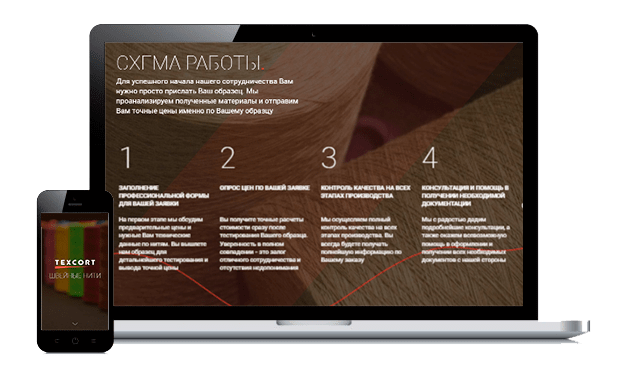 СХЕМА РАБОТЫ
Для успешного начала нашего сотрудничества Вам
нужно просто прислать Ваш образец. Мы
проанализируем полученные материалы и отправим
Вам точные цены именно по Вашему образцу
1
ЗАПОЛНЕНИЕ
ПРОФЕССИОНАЛЬНОЙ ФОРМЫ
ДЛЯ ВАШЕЙ ЗАЯВКИ
На первом этапе мы обсудим
предварительные цены и
нужные Вам технические
данные по нитям. Вы вышлете
нам образец для
детальнейшего тестирования и
вывода точной цены
2
ОПРОС ЦЕН ПО ВАШЕЙ ЗАЯВКЕ
Вы получите точные расчеты
стоимости сразу после
тестирования Вашего образца.
Уверенность в полном
совпадении - это залог
отличного сотрудничества и
отсутствия недопонимания
3
КОНТРОЛЬ КАЧЕСТВА НА ВСЕХ
ЭТАПАХ ПРОИЗВОДСТВА
Мы осуществляем полный
контроль качества на всех
этапах производства. Вы
всегда будете получать
полнейшую информацию по
Вашему заказу
4
КОНСУЛЬТАЦИЯ И ПОМОЩЬ В
ПОЛУЧЕНИИ НЕОБХОДИМОЙ
ДОКУМЕНТАЦИИ
Мы с радостью дадим
подробнейшие консультации, а
также окажем всевозможную
помощь в оформлении и
получении всех необходимых
документов с нашей стороны
TEXCORT
ШВЕЙНЫЕ НИТИ